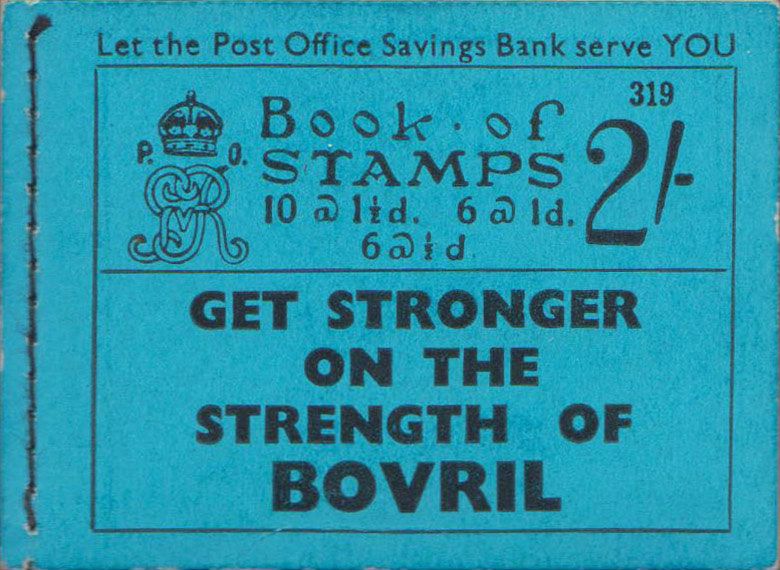 Let the Post Office Savings Bank serve YOU
319
P. O.
Book of
STAMPS
2/-
10 @ 1½d. 6 @ 1d.
6 @ ½d
GET STRONGER
ON THE
STRENGTH OF
BOVRIL